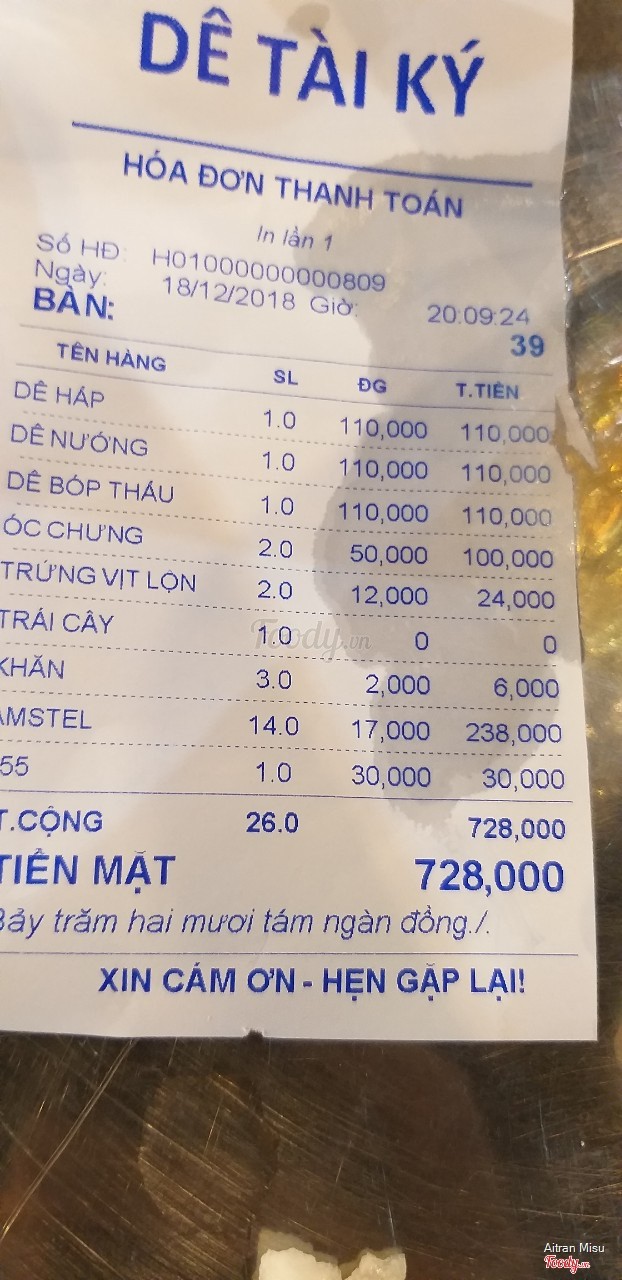 DÊ TÀI KÝ
HÓA ĐƠN THANH TOÁN
In lần 1
Số HĐ: H01000000000809
Ngày: 18/12/2018 Giờ: 20:09:24
BÀN: 39
TÊN HÀNG SL ĐG T.TIỀN
DÊ HÁP 1.0 110,000 110,000
DÊ NƯỚNG 1.0 110,000 110,000
DÊ BÓP THÁU 1.0 110,000 110,000
ÓC CHƯNG 2.0 50,000 100,000
TRỨNG VỊT LỘN 2.0 12,000 24,000
TRÁI CÂY 1.0 0 0
KHĂN 3.0 2,000 6,000
AMSTEL 14.0 17,000 238,000
55 1.0 30,000 30,000
T.CỘNG 26.0 728,000
TIỀN MẶT 728,000
Bảy trăm hai mươi tám ngàn đồng./.
XIN CÁM ƠN - HẸN GẶP LẠI!
Foody.vn
Aitran Misu
Foody.vn